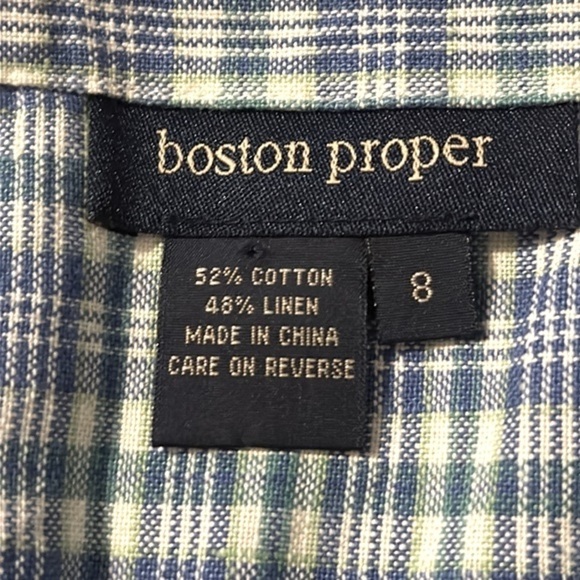 boston proper
52% COTTON
48% LINEN
MADE IN CHINA
CARE ON REVERSE
8